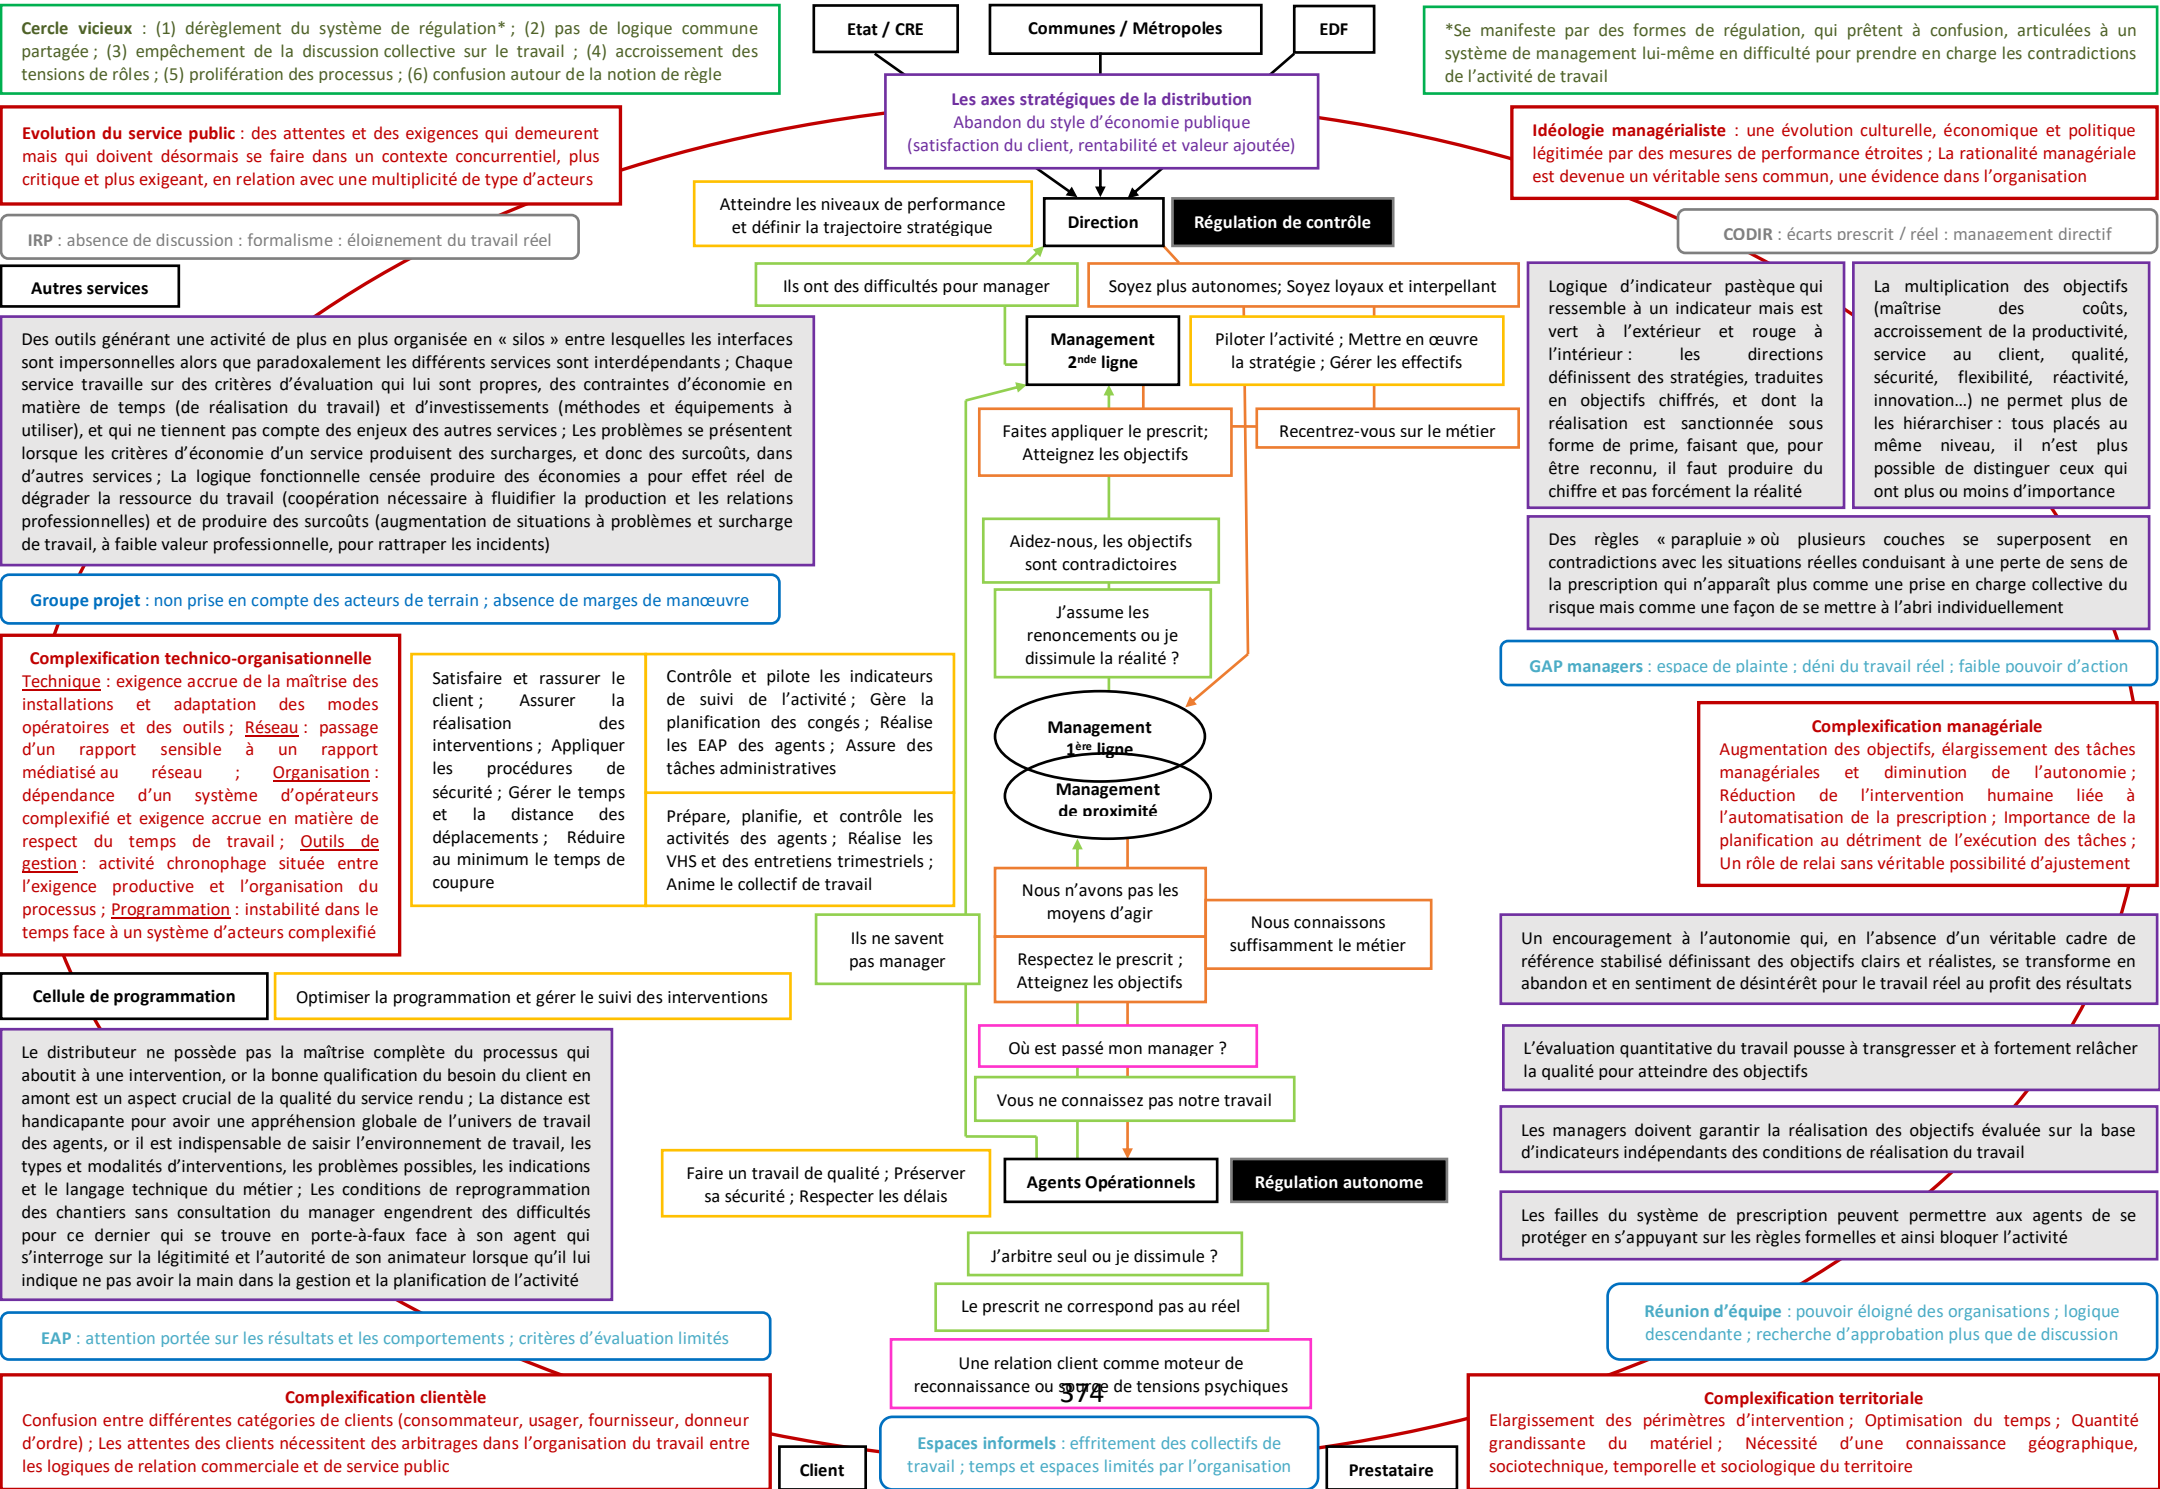 Cercle vicieux : (1) dérèglement du système de régulation* ; (2) pas de logique commune
partagée ; (3) empêchement de la discussion collective sur le travail ; (4) accroissement des
tensions de rôles ; (5) prolifération des processus ; (6) confusion autour de la notion de règle
Etat / CRE
Communes / Métropoles
EDF
*Se manifeste par des formes de régulation, qui prêtent à confusion, articulées à un
système de management lui-même en difficulté pour prendre en charge les contradictions
de l’activité de travail
Les axes stratégiques de la distribution
Abandon du style d’économie publique
(satisfaction du client, rentabilité et valeur ajoutée)
Evolution du service public : des attentes et des exigences qui demeurent
mais qui doivent désormais se faire dans un contexte concurrentiel, plus
critique et plus exigeant, en relation avec une multiplicité de type d’acteurs
Idéologie managérialiste : une évolution culturelle, économique et politique
légitimée par des mesures de performance étroites ; La rationalité managériale
est devenue un véritable sens commun, une évidence dans l’organisation
Atteindre les niveaux de performance
et définir la trajectoire stratégique
Direction
Régulation de contrôle
IRP : absence de discussion ; formalisme ; éloignement du travail réel
CODIR : écarts prescrit / réel ; management directif
Autres services
Ils ont des difficultés pour manager
Soyez plus autonomes; Soyez loyaux et interpellant
Des outils générant une activité de plus en plus organisée en « silos » entre lesquelles les interfaces
sont impersonnelles alors que paradoxalement les différents services sont interdépendants ; Chaque
service travaille sur des critères d’évaluation qui lui sont propres, des contraintes d’économie en
matière de temps (de réalisation du travail) et d’investissements (méthodes et équipements à
utiliser), et qui ne tiennent pas compte des enjeux des autres services ; Les problèmes se présentent
lorsque les critères d’économie d’un service produisent des surcharges, et donc des surcoûts, dans
d’autres services ; La logique fonctionnelle censée produire des économies a pour effet réel de
dégrader la ressource du travail (coopération nécessaire à fluidifier la production et les relations
professionnelles) et de produire des surcoûts (augmentation de situations à problèmes et surcharge
de travail, à faible valeur professionnelle, pour rattraper les incidents)
Management
2nde ligne
Piloter l’activité ; Mettre en œuvre
la stratégie ; Gérer les effectifs
Faites appliquer le prescrit;
Atteignez les objectifs
Recentrez-vous sur le métier
Logique d’indicateur pastèque qui
ressemble à un indicateur mais est
vert à l’extérieur et rouge à
l’intérieur : les directions
définissent des stratégies, traduites
en objectifs chiffrés, et dont la
réalisation est sanctionnée sous
forme de prime, faisant que, pour
être reconnu, il faut produire du
chiffre et pas forcément la réalité
La multiplication des objectifs
(maîtrise des coûts,
accroissement de la productivité,
service au client, qualité,
sécurité, flexibilité, réactivité,
innovation…) ne permet plus de
les hiérarchiser : tous placés au
même niveau, il n’est plus
possible de distinguer ceux qui
ont plus ou moins d’importance
Aidez-nous, les objectifs
sont contradictoires
Des règles « parapluie » où plusieurs couches se superposent en
contradictions avec les situations réelles conduisant à une perte de sens de
la prescription qui n’apparaît plus comme une prise en charge collective du
risque mais comme une façon de se mettre à l’abri individuellement
Groupe projet : non prise en compte des acteurs de terrain ; absence de marges de manœuvre
J’assume les
renoncements ou je
dissimule la réalité ?
GAP managers : espace de plainte ; déni du travail réel ; faible pouvoir d’action
Complexification technico-organisationnelle
Technique : exigence accrue de la maîtrise des
installations et adaptation des modes
opératoires et des outils ; Réseau : passage
d’un rapport sensible à un rapport
médiatisé au réseau ; Organisation :
dépendance d’un système d’opérateurs
complexifié et exigence accrue en matière de
respect du temps de travail ; Outils de
gestion : activité chronophage située entre
l’exigence productive et l’organisation du
processus ; Programmation : instabilité dans le
temps face à un système d’acteurs complexifié
Satisfaire et rassurer le
client ; Assurer la
réalisation des
interventions ; Appliquer
les procédures de
sécurité ; Gérer le temps
et la distance des
déplacements ; Réduire
au minimum le temps de
coupure
Contrôle et pilote les indicateurs
de suivi de l’activité ; Gère la
planification des congés ; Réalise
les EAP des agents ; Assure des
tâches administratives
Prépare, planifie, et contrôle les
activités des agents ; Réalise les
VHS et des entretiens trimestriels ;
Anime le collectif de travail
Management
1ère ligne
Management
de proximité
Complexification managériale
Augmentation des objectifs, élargissement des tâches
managériales et diminution de l’autonomie ;
Réduction de l’intervention humaine liée à
l’automatisation de la prescription ; Importance de la
planification au détriment de l’exécution des tâches ;
Un rôle de relai sans véritable possibilité d’ajustement
Nous n’avons pas les
moyens d’agir
Nous connaissons
suffisamment le métier
Ils ne savent
pas manager
Respectez le prescrit ;
Atteignez les objectifs
Un encouragement à l’autonomie qui, en l’absence d’un véritable cadre de
référence stabilisé définissant des objectifs clairs et réalistes, se transforme en
abandon et en sentiment de désintérêt pour le travail réel au profit des résultats
Cellule de programmation
Optimiser la programmation et gérer le suivi des interventions
Le distributeur ne possède pas la maîtrise complète du processus qui
aboutit à une intervention, or la bonne qualification du besoin du client en
amont est un aspect crucial de la qualité du service rendu ; La distance est
handicapante pour avoir une appréhension globale de l’univers de travail
des agents, or il est indispensable de saisir l’environnement de travail, les
types et modalités d’interventions, les problèmes possibles, les indications
et le langage technique du métier ; Les conditions de reprogrammation
des chantiers sans consultation du manager engendrent des difficultés
pour ce dernier qui se trouve en porte-à-faux face à son agent qui
s’interroge sur la légitimité et l’autorité de son animateur lorsque qu’il lui
indique ne pas avoir la main dans la gestion et la planification de l’activité
Où est passé mon manager ?
L’évaluation quantitative du travail pousse à transgresser et à fortement relâcher
la qualité pour atteindre des objectifs
Vous ne connaissez pas notre travail
Les managers doivent garantir la réalisation des objectifs évaluée sur la base
d’indicateurs indépendants des conditions de réalisation du travail
Faire un travail de qualité ; Préserver
sa sécurité ; Respecter les délais
Agents Opérationnels
Régulation autonome
Les failles du système de prescription peuvent permettre aux agents de se
protéger en s’appuyant sur les règles formelles et ainsi bloquer l’activité
J’arbitre seul ou je dissimule ?
Le prescrit ne correspond pas au réel
EAP : attention portée sur les résultats et les comportements ; critères d’évaluation limités
Réunion d’équipe : pouvoir éloigné des organisations ; logique
descendante ; recherche d’approbation plus que de discussion
Une relation client comme moteur de
reconnaissance ou source de tensions psychiques
374
Complexification clientèle
Confusion entre différentes catégories de clients (consommateur, usager, fournisseur, donneur
d’ordre) ; Les attentes des clients nécessitent des arbitrages dans l’organisation du travail entre
les logiques de relation commerciale et de service public
Client
Espaces informels : effritement des collectifs de
travail ; temps et espaces limités par l’organisation
Prestataire
Complexification territoriale
Elargissement des périmètres d’intervention ; Optimisation du temps ; Quantité
grandissante du matériel ; Nécessité d’une connaissance géographique,
sociotechnique, temporelle et sociologique du territoire